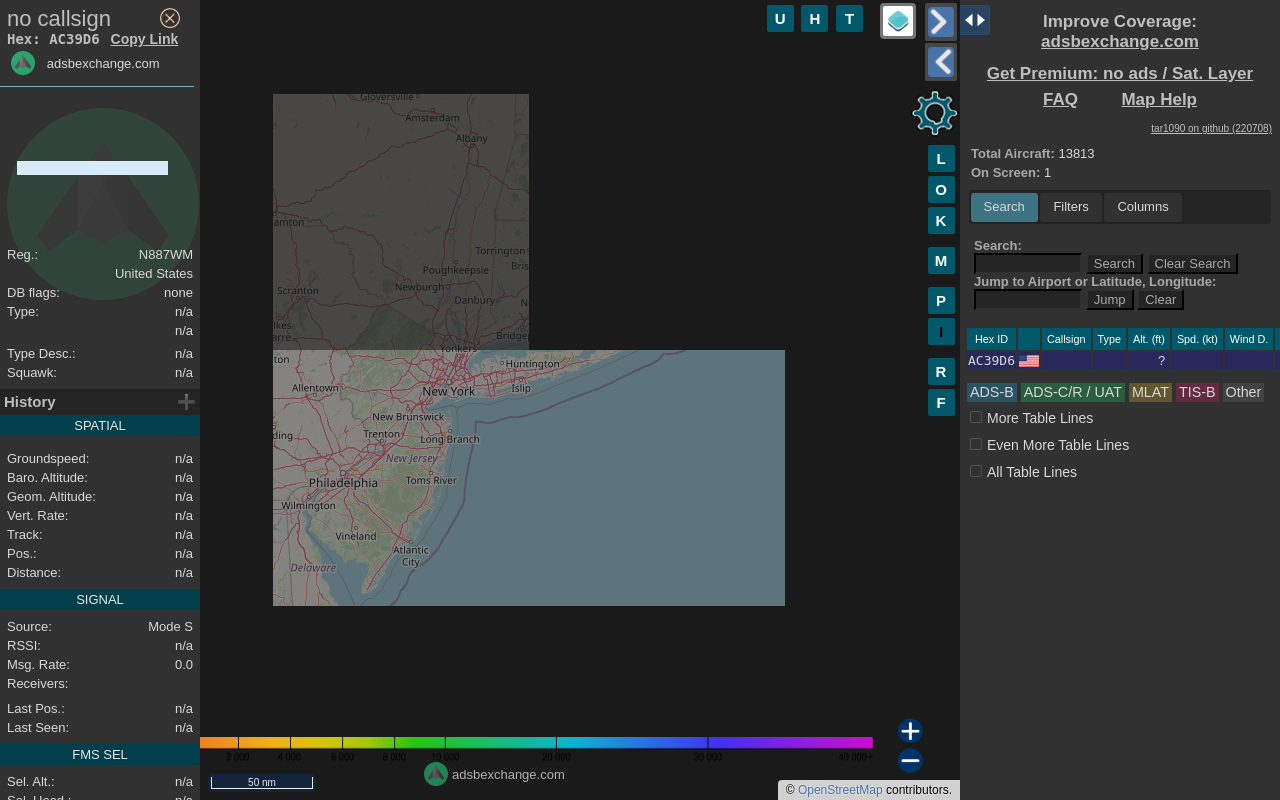 no callsign
Hex: AC39D6 Copy Link
adsbexchange.com
Reg.: N887WM
United States
DB flags: none
Type: n/a
n/a
Type Desc.: n/a
Squawk: n/a
History
SPATIAL
Groundspeed: n/a
Baro. Altitude: n/a
Geom. Altitude: n/a
Vert. Rate: n/a
Track: n/a
Pos.: n/a
Distance: n/a
SIGNAL
Source: Mode S
RSSI: n/a
Msg. Rate: 0.0
Receivers:
Last Pos.: n/a
Last Seen: n/a
FMS SEL
Sel. Alt.: n/a
Sel. Head.: n/a
U H T
L
O
K
M
P
I
R
F
Gloversville
Amsterdam
Albany
amton
Torrington
Poughkeepsie
Bris
Scranton
Newburgh
Danbury
N
lkes-
arre
Bridge
Yonkers
ton
Huntington
Allentown
New York
Islip
New Brunswick
ding
Trenton
Long Branch
New Jersey
Philadelphia
Toms River
Wilmington
Vineland
Atlantic
City
Delaware
2 000 4 000 6 000 8 000 10 000 20 000 30 000 40 000+
adsbexchange.com
50 nm
© OpenStreetMap contributors.
Improve Coverage:
adsbexchange.com
Get Premium: no ads / Sat. Layer
FAQ Map Help
tar1090 on github (220708)
Total Aircraft: 13813
On Screen: 1
Search Filters Columns
Search:
Search Clear Search
Jump to Airport or Latitude, Longitude:
Jump Clear
Hex ID Callsign Type Alt. (ft) Spd. (kt) Wind D.
AC39D6 ?
ADS-B ADS-C/R / UAT MLAT TIS-B Other
More Table Lines
Even More Table Lines
All Table Lines